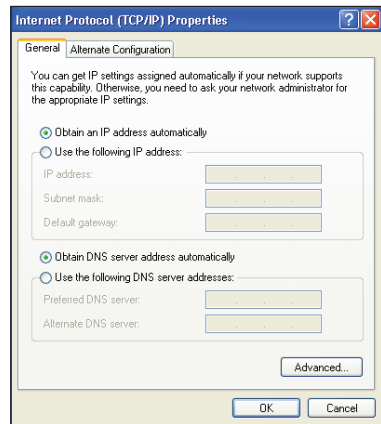 Internet Protocol (TCP/IP) Properties
General
Alternate Configuration
You can get IP settings assigned automatically if your network supports
this capability. Otherwise, you need to ask your network administrator for
the appropriate IP settings.
Obtain an IP address automatically
Use the following IP address:
IP address:
Subnet mask:
Default gateway:
Obtain DNS server address automatically
Use the following DNS server addresses:
Preferred DNS server:
Alternate DNS server:
Advanced...
OK
Cancel